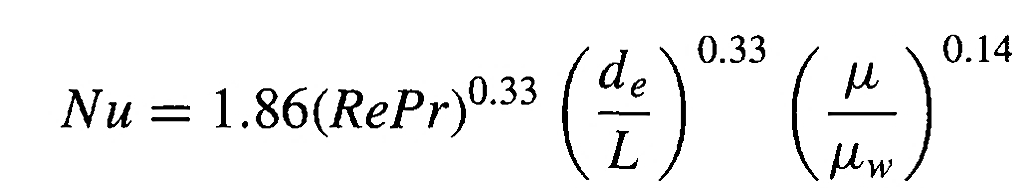 Nu = 1.86(RePr)^0.33 (d_e/L)^0.33 (μ/μ_w)^0.14